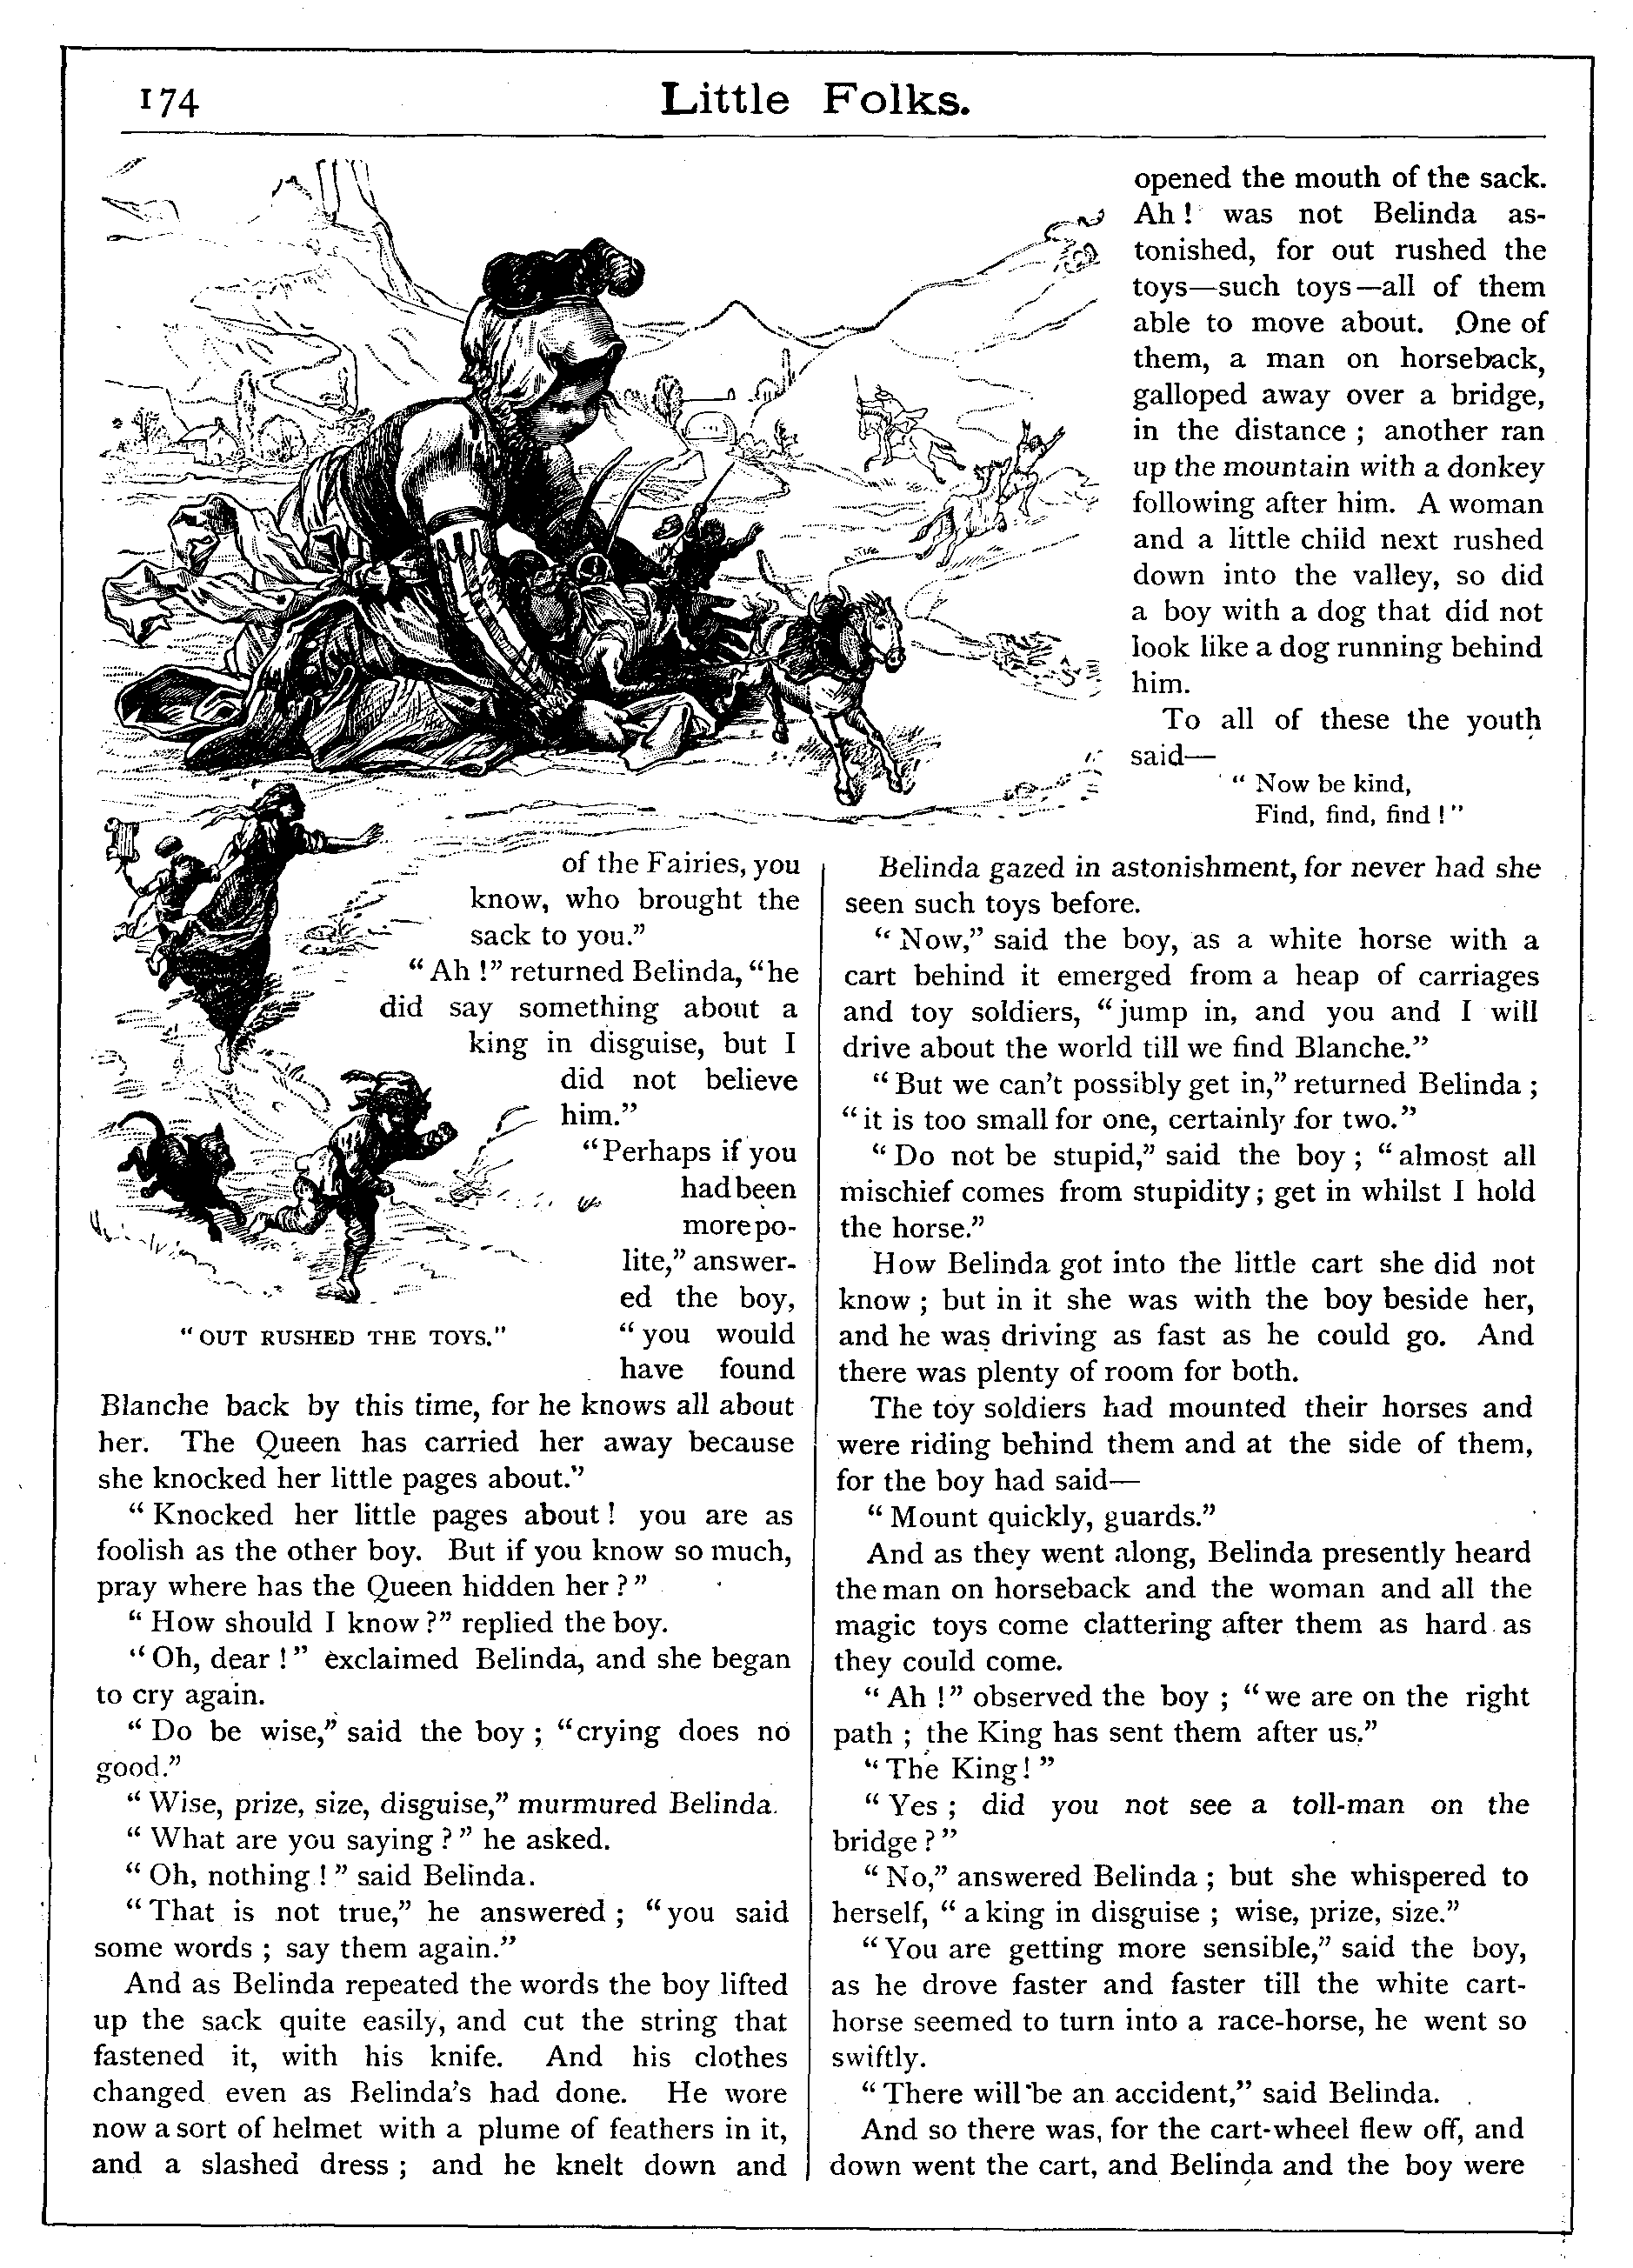 174
Little Folks.
of the Fairies, you
know, who brought the
sack to you.”
“Ah !” returned Belinda, “he
did say something about a
king in disguise, but I
did not believe
him.”
“Perhaps if you
had been
more po-
lite,” answer-
ed the boy,
“you would
have found
"OUT RUSHED THE TOYS."
Blanche back by this time, for he knows all about
her. The Queen has carried her away because
she knocked her little pages about.”
“ Knocked her little pages about ! you are as
foolish as the other boy. But if you know so much,
pray where has the Queen hidden her ? ”
“ How should I know ?” replied the boy.
“ Oh, dear ! ” exclaimed Belinda, and she began
to cry again.
“ Do be wise,” said the boy ; “crying does no
good.”
“ Wise, prize, size, disguise,” murmured Belinda.
“ What are you saying ? ” he asked.
“ Oh, nothing ! ” said Belinda.
“ That is not true,” he answered ; “you said
some words ; say them again.”
And as Belinda repeated the words the boy lifted
up the sack quite easily, and cut the string that
fastened it, with his knife. And his clothes
changed even as Belinda’s had done. He wore
now a sort of helmet with a plume of feathers in it,
and a slashed dress ; and he knelt down and
opened the mouth of the sack.
Ah ! was not Belinda as-
tonished, for out rushed the
toys—such toys—all of them
able to move about. One of
them, a man on horseback,
galloped away over a bridge,
in the distance ; another ran
up the mountain with a donkey
following after him. A woman
and a little child next rushed
down into the valley, so did
a boy with a dog that did not
look like a dog running behind
him.
To all of these the youth
said—
“ Now be kind,
Find, find, find ! ”
Belinda gazed in astonishment, for never had she
seen such toys before.
“ Now,” said the boy, as a white horse with a
cart behind it emerged from a heap of carriages
and toy soldiers, “jump in, and you and I will
drive about the world till we find Blanche.”
“ But we can’t possibly get in,” returned Belinda ;
“ it is too small for one, certainly for two.”
“ Do not be stupid,” said the boy ; “almost all
mischief comes from stupidity ; get in whilst I hold
the horse.”
How Belinda got into the little cart she did not
know ; but in it she was with the boy beside her,
and he was driving as fast as he could go. And
there was plenty of room for both.
The toy soldiers had mounted their horses and
were riding behind them and at the side of them,
for the boy had said—
“ Mount quickly, guards.”
And as they went along, Belinda presently heard
the man on horseback and the woman and all the
magic toys come clattering after them as hard as
they could come.
“ Ah !” observed the boy ; “we are on the right
path ; the King has sent them after us.”
“ The King ! ”
“ Yes ; did you not see a toll-man on the
bridge ? ”
“ No,” answered Belinda ; but she whispered to
herself, “ a king in disguise ; wise, prize, size.”
“ You are getting more sensible,” said the boy,
as he drove faster and faster till the white cart-
horse seemed to turn into a race-horse, he went so
swiftly.
“ There will be an accident,” said Belinda.
And so there was, for the cart-wheel flew off, and
down went the cart, and Belinda and the boy were